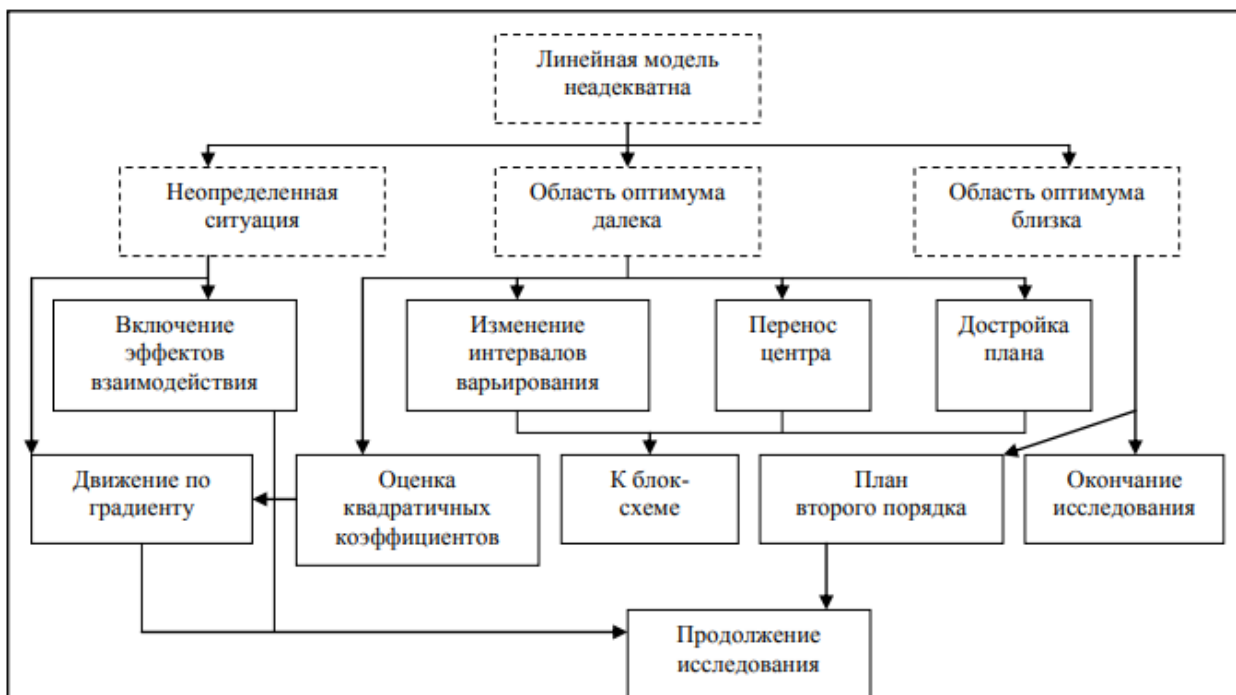 Линейная модель
неадекватна
Неопределенная
ситуация
Область оптимума
далека
Область оптимума
близка
Включение
эффектов
взаимодействия
Изменение
интервалов
варьирования
Перенос
центра
Достройка
плана
Движение по
градиенту
Оценка
квадратичных
коэффициентов
К блок-
схеме
План
второго порядка
Окончание
исследования
Продолжение
исследования